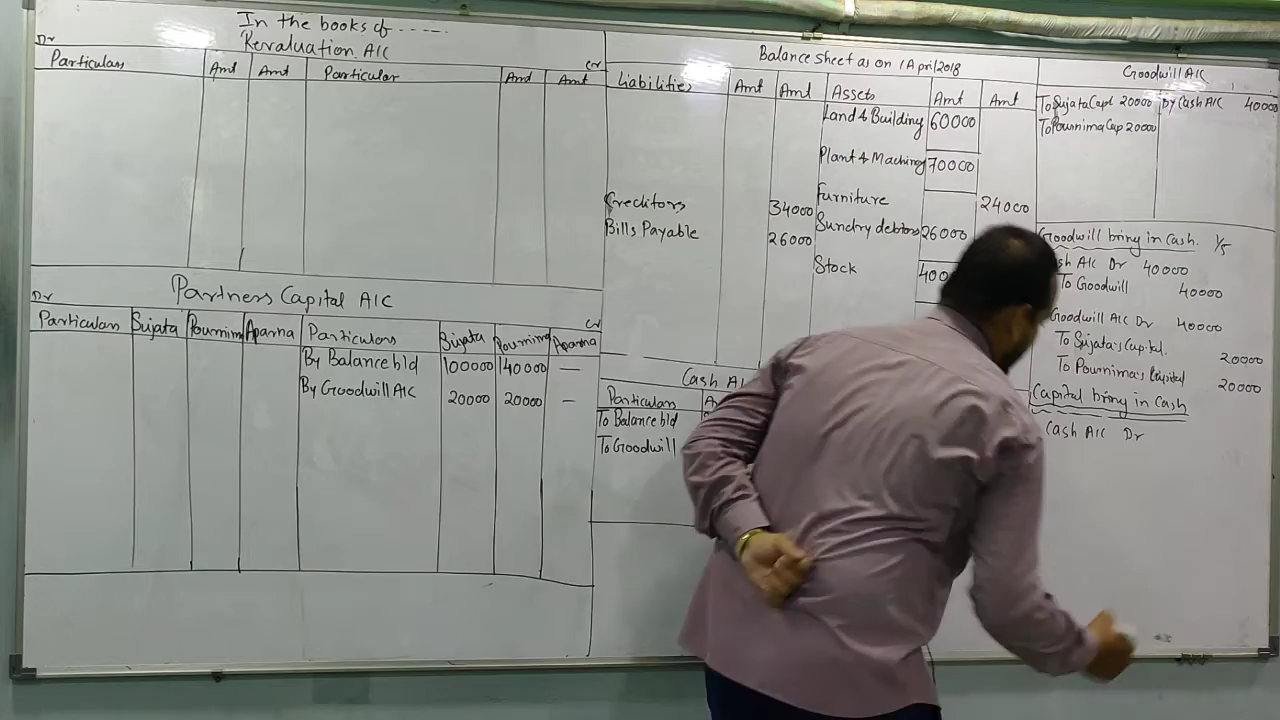 In the books of -----
Revaluation A/C
Dr
Cr
Particulars Amt Amt Particular Amt Amt
Partners Capital A/C
Dr
Cr
Particulars Sujata Pournima Aparna Particulars Sujata Pournima Aparna
By Balance b/d 100000 140000 —
By Goodwill A/C 20000 20000 —
Balance sheet as on 1 April 2018
Liabilities Amt Amt Assets Amt Amt
Land & Building 60000
Plant & Machinery 70000
Creditors 34000 Furniture 24000
Bills Payable 26000 Sundry debtors 26000
Stock
Cash
Particulars
To Balance b/d
To Goodwill
Goodwill A/C
To Sujata Capl 20000 By Cash A/C 40000
To Pournima Cap 20000
Goodwill bring in cash. 1/5
A/C Dr 40000
To Goodwill 40000
Goodwill A/C Dr 40000
To Sujata's Capital. 20000
To Pournima's Capital 20000
Capital bring in Cash
Cash A/C Dr